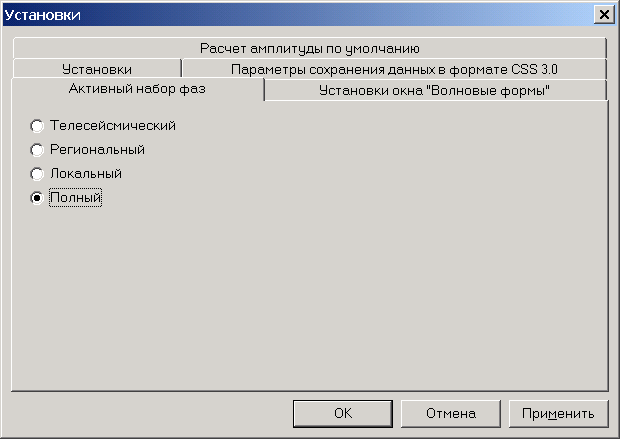 Установки
Расчет амплитуды по умолчанию
Установки
Параметры сохранения данных в формате CSS 3.0
Активный набор фаз
Установки окна "Волновые формы"
Телесейсмический
Региональный
Локальный
Полный
OK
Отмена
Применить